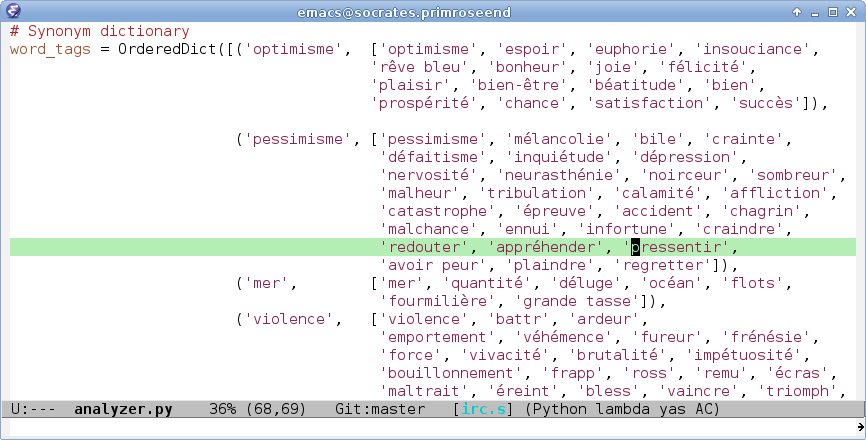 emacs@socrates.primroseend
# Synonym dictionary
word_tags = OrderedDict([('optimisme',  ['optimisme', 'espoir', 'euphorie', 'insouciance',
'rêve bleu', 'bonheur', 'joie', 'félicité',
'plaisir', 'bien-être', 'béatitude', 'bien',
'prospérité', 'chance', 'satisfaction', 'succès']),
('pessimisme', ['pessimisme', 'mélancolie', 'bile', 'crainte',
'défaitisme', 'inquiétude', 'dépression',
'nervosité', 'neurasthénie', 'noirceur', 'sombreur',
'malheur', 'tribulation', 'calamité', 'affliction',
'catastrophe', 'épreuve', 'accident', 'chagrin',
'malchance', 'ennui', 'infortune', 'craindre',
'redouter', 'appréhender', 'pressentir',
'avoir peur', 'plaindre', 'regretter']),
('mer',        ['mer', 'quantité', 'déluge', 'océan', 'flots',
'fourmilière', 'grande tasse']),
('violence',   ['violence', 'battr', 'ardeur',
'emportement', 'véhémence', 'fureur', 'frénésie',
'force', 'vivacité', 'brutalité', 'impétuosité',
'bouillonnement', 'frapp', 'ross', 'remu', 'écras',
'maltrait', 'éreint', 'bless', 'vaincre', 'triomph',
U:---  analyzer.py    36% (68,69)   Git:master   [irc.s] (Python lambda yas AC)